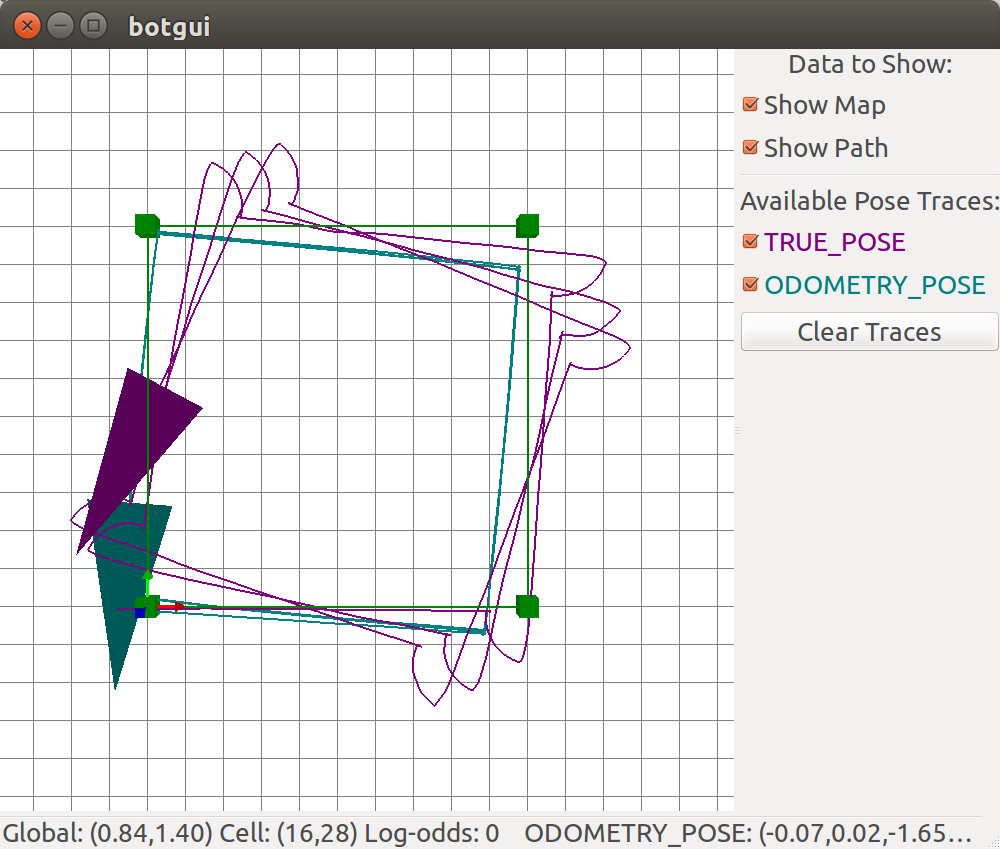 botgui
Data to Show:
Show Map
Show Path
Available Pose Traces:
TRUE_POSE
ODOMETRY_POSE
Clear Traces
Global: (0.84,1.40) Cell: (16,28) Log-odds: 0 ODOMETRY_POSE: (-0.07,0.02,-1.65...